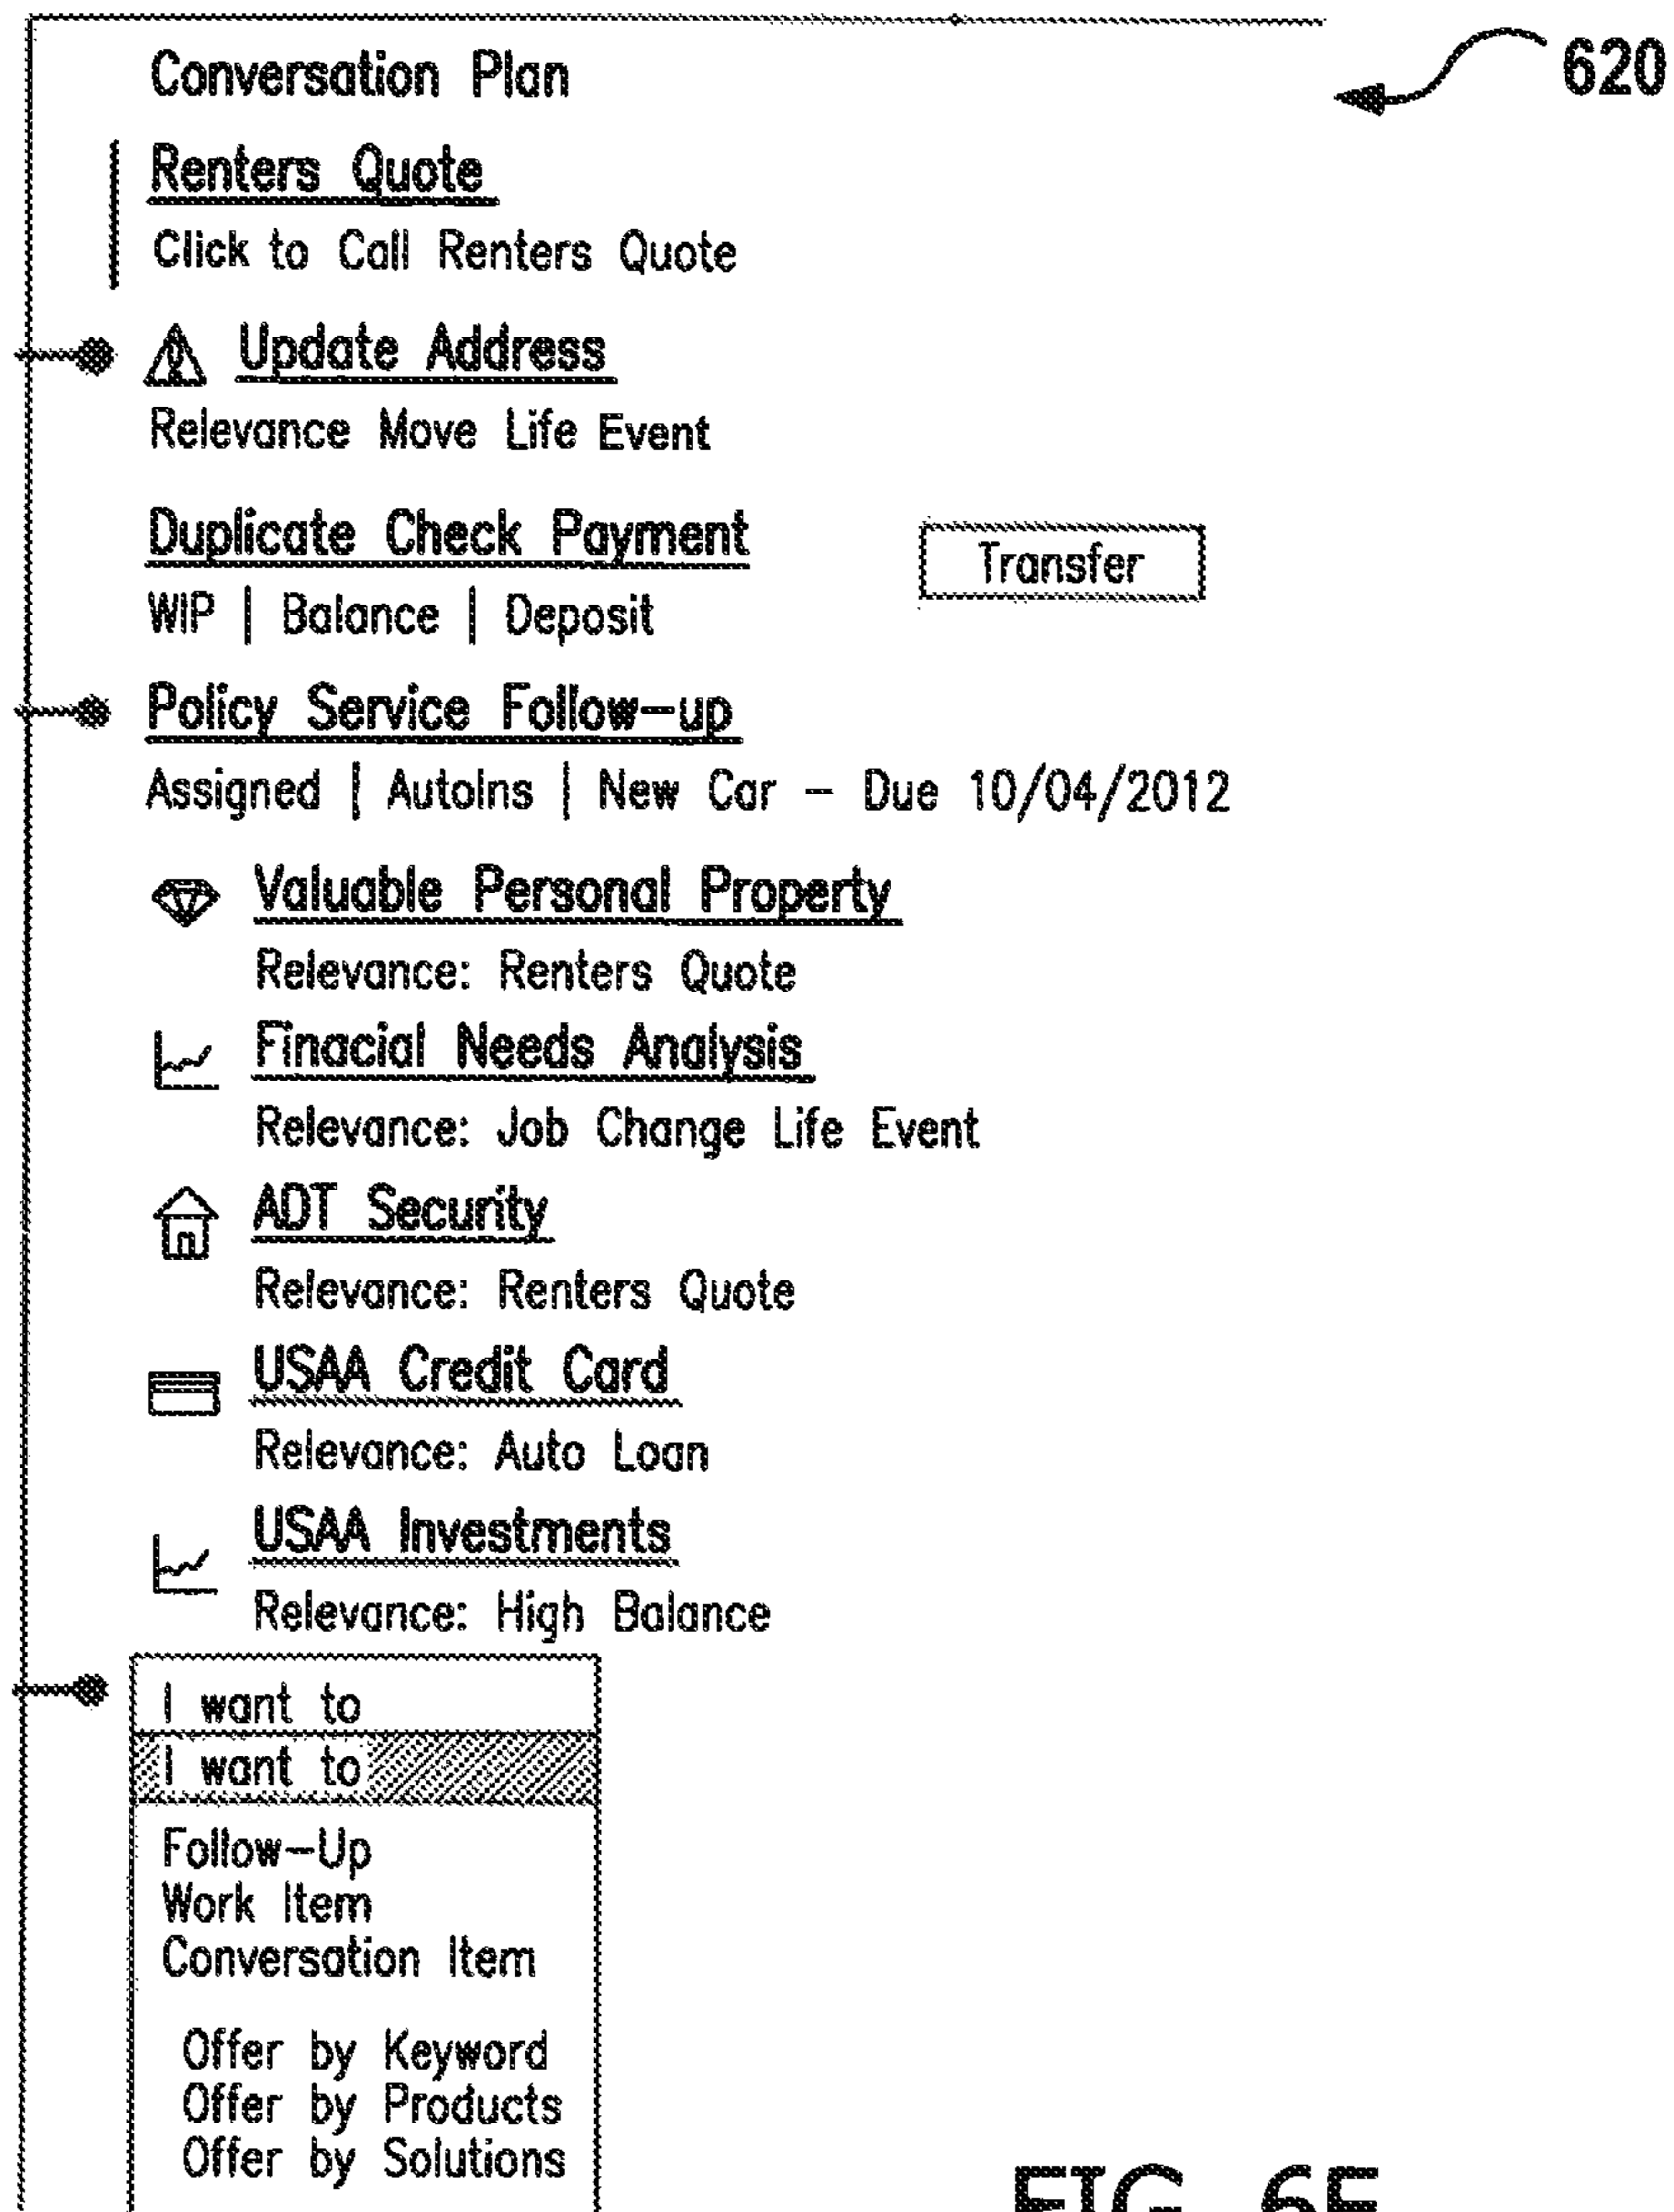 Conversation Plan
620
Renters Quote
Click to Call Renters Quote
Update Address
Relevance Move Life Event
Duplicate Check Payment
Transfer
WIP | Balance | Deposit
Policy Service Follow-up
Assigned | AutoIns | New Car – Due 10/04/2012
Valuable Personal Property
Relevance: Renters Quote
Finacial Needs Analysis
Relevance: Job Change Life Event
ADT Security
Relevance: Renters Quote
USAA Credit Card
Relevance: Auto Loan
USAA Investments
Relevance: High Balance
I want to
I want to
Follow-Up
Work Item
Conversation Item
Offer by Keyword
Offer by Products
Offer by Solutions